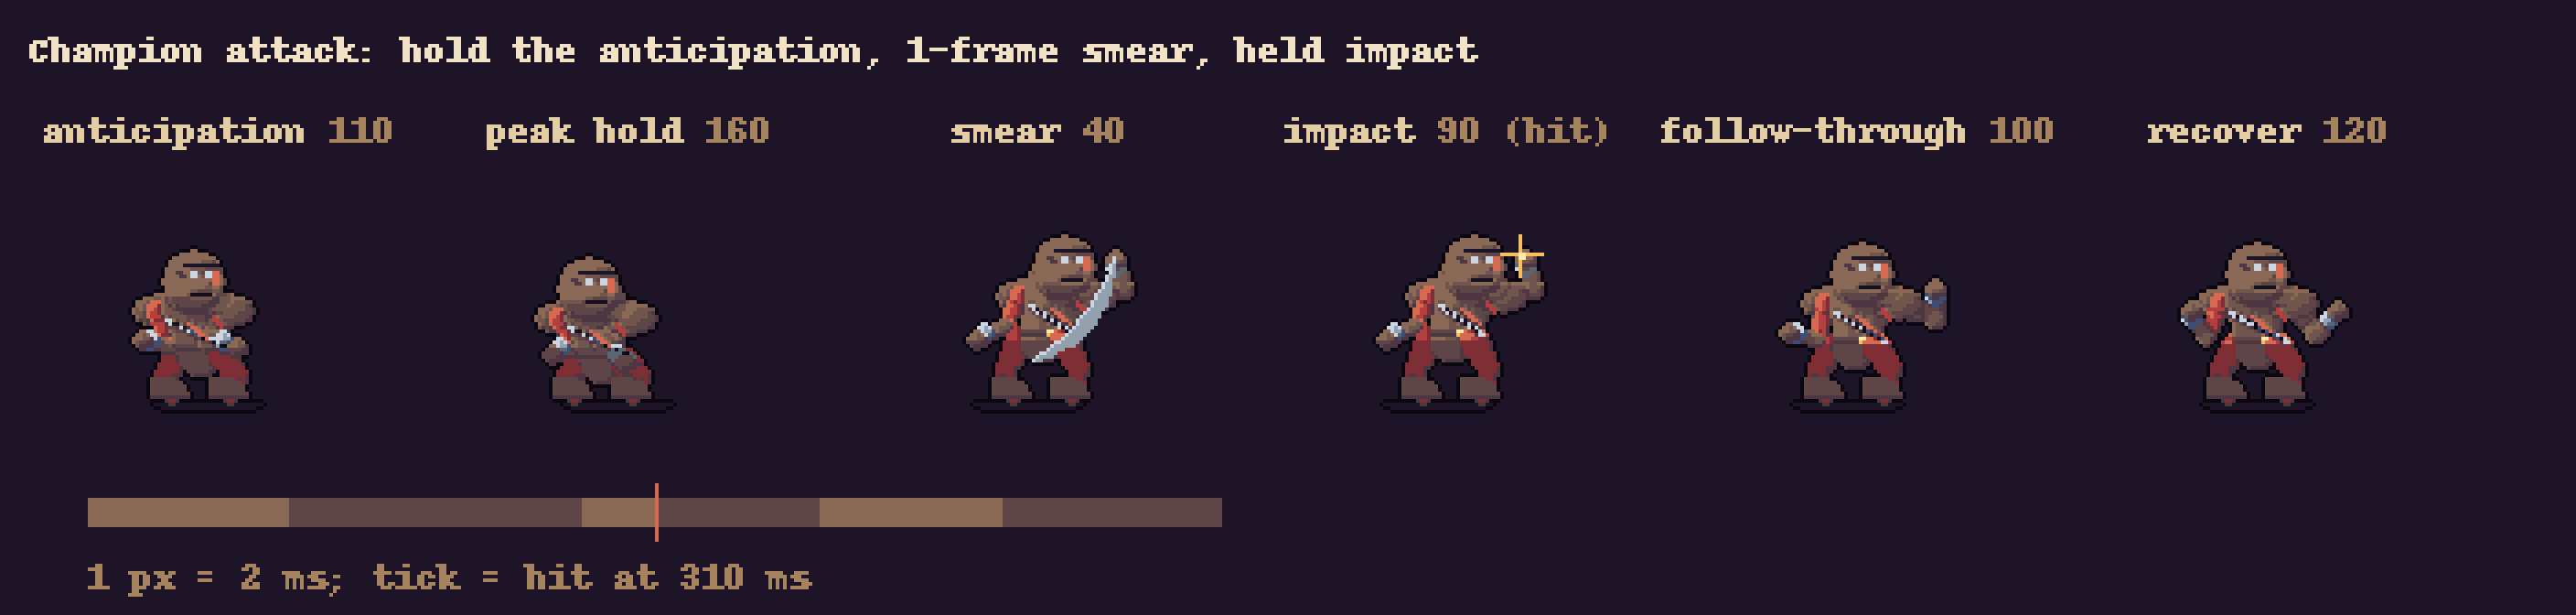 Champion attack: hold the anticipation, 1-frame smear, held impact
anticipation 110 peak hold 160 smear 40 impact 90 (hit) follow-through 100 recover 120
1 px = 2 ms; tick = hit at 310 ms